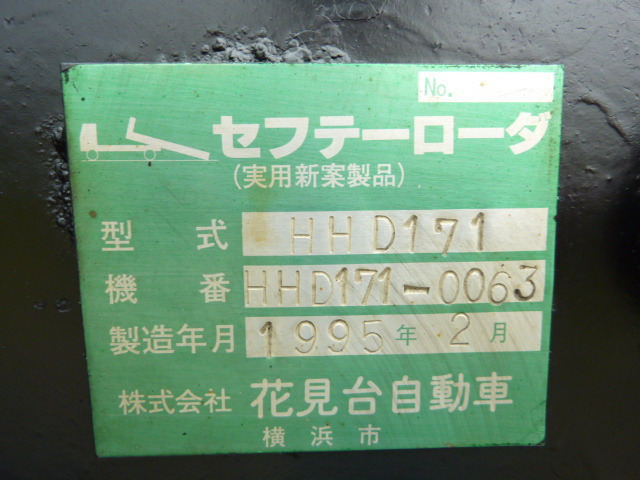 No.
セフテーローダ
(実用新案製品)
型式 HHD171
機番 HHD171-0063
製造年月 1995年2月
株式会社 花見台自動車
横浜市